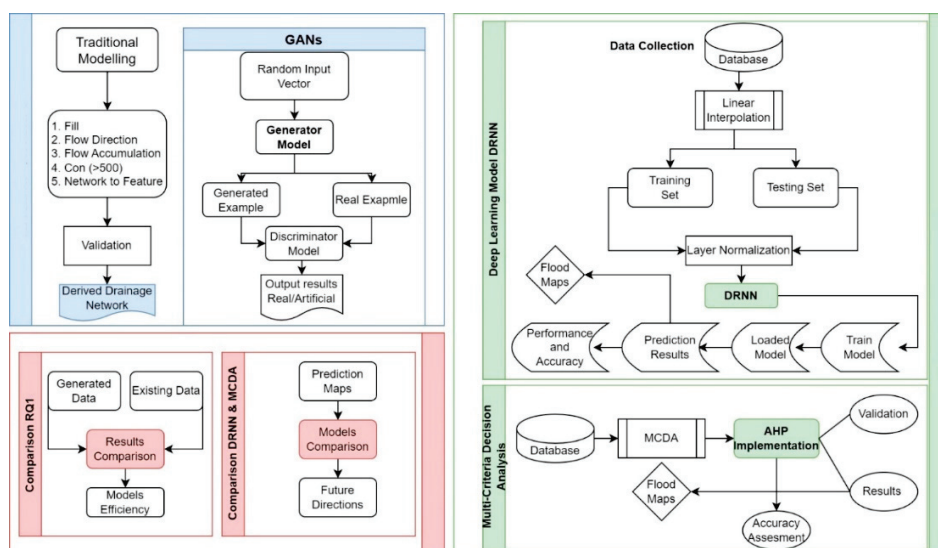 Traditional
Modelling
1. Fill
2. Flow Direction
3. Flow Accumulation
4. Con (>500)
5. Network to Feature
Validation
Derived Drainage
Network
GANs
Random Input
Vector
Generator
Model
Generated
Example
Real Exapmle
Discriminator
Model
Output results
Real/Artificial
Comparison RQ1
Generated
Data
Existing Data
Results
Comparison
Models
Efficiency
Comparison DRNN & MCDA
Prediction
Maps
Models
Comparison
Future
Directions
Deep Learning Model DRNN
Data Collection
Database
Linear
Interpolation
Training
Set
Testing Set
Layer Normalization
Flood
Maps
DRNN
Performance
and
Accuracy
Prediction
Results
Loaded
Model
Train
Model
Multi-Criteria Decision
Analysis
Database
MCDA
AHP
Implementation
Validation
Flood
Maps
Results
Accuracy
Assesment